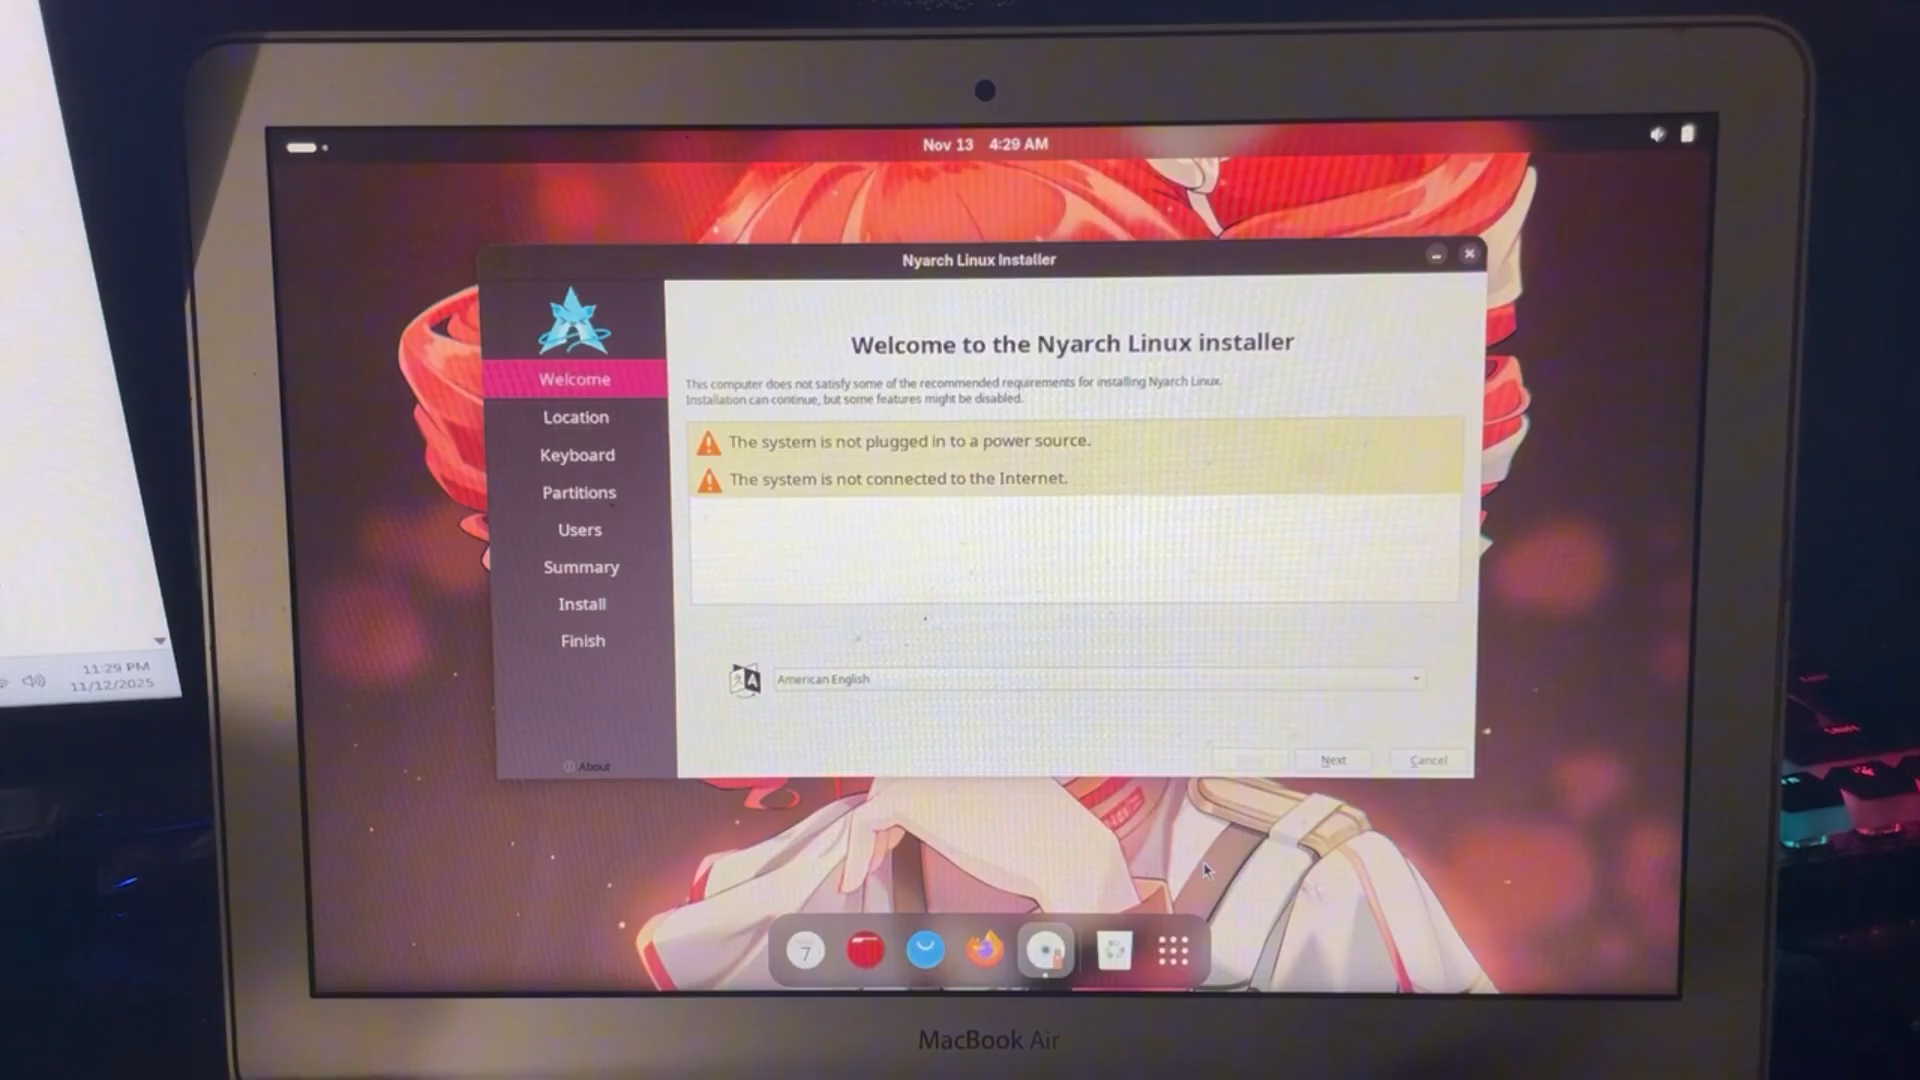 Nov 13 4:29 AM
Nyarch Linux Installer
Welcome
Location
Keyboard
Partitions
Users
Summary
Install
Finish
About
Welcome to the Nyarch Linux installer
This computer does not satisfy some of the recommended requirements for installing Nyarch Linux.
Installation can continue, but some features might be disabled.
The system is not plugged in to a power source.
The system is not connected to the Internet.
American English
Next
Cancel
7
11:29 PM
11/12/2025
MacBook Air